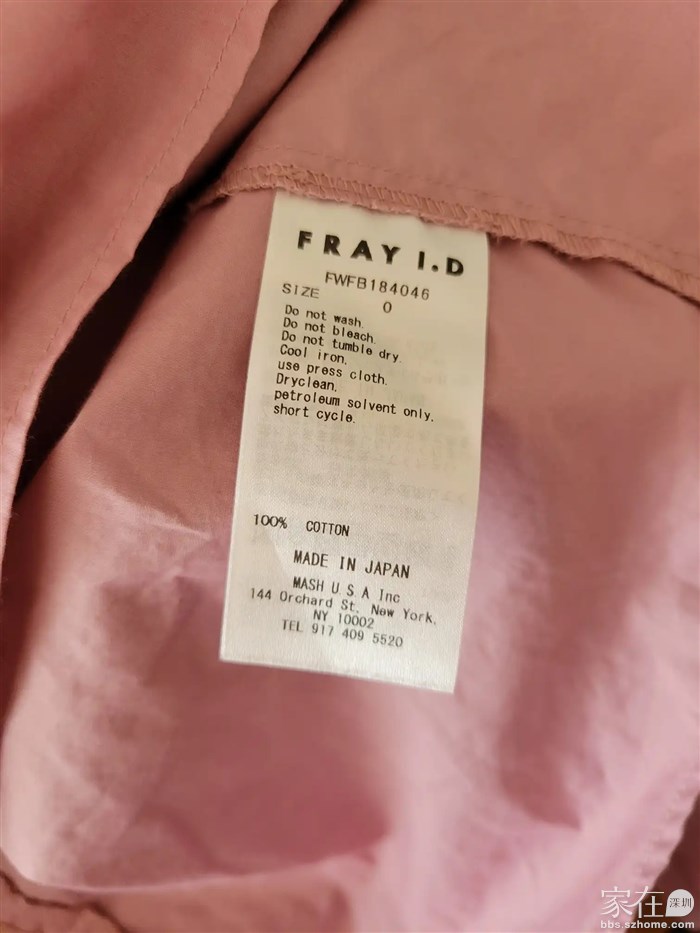 FRAY I.D
FWFB184046
SIZE
0
Do not wash.
Do not bleach.
Do not tumble dry.
Cool iron.
use press cloth.
Dryclean.
petroleum solvent only.
short cycle.
100% COTTON
MADE IN JAPAN
MASH U S A Inc
144 Orchard St. New York.
NY 10002
TEL 917 409 5520
家在 深圳
bbs.szhome.com